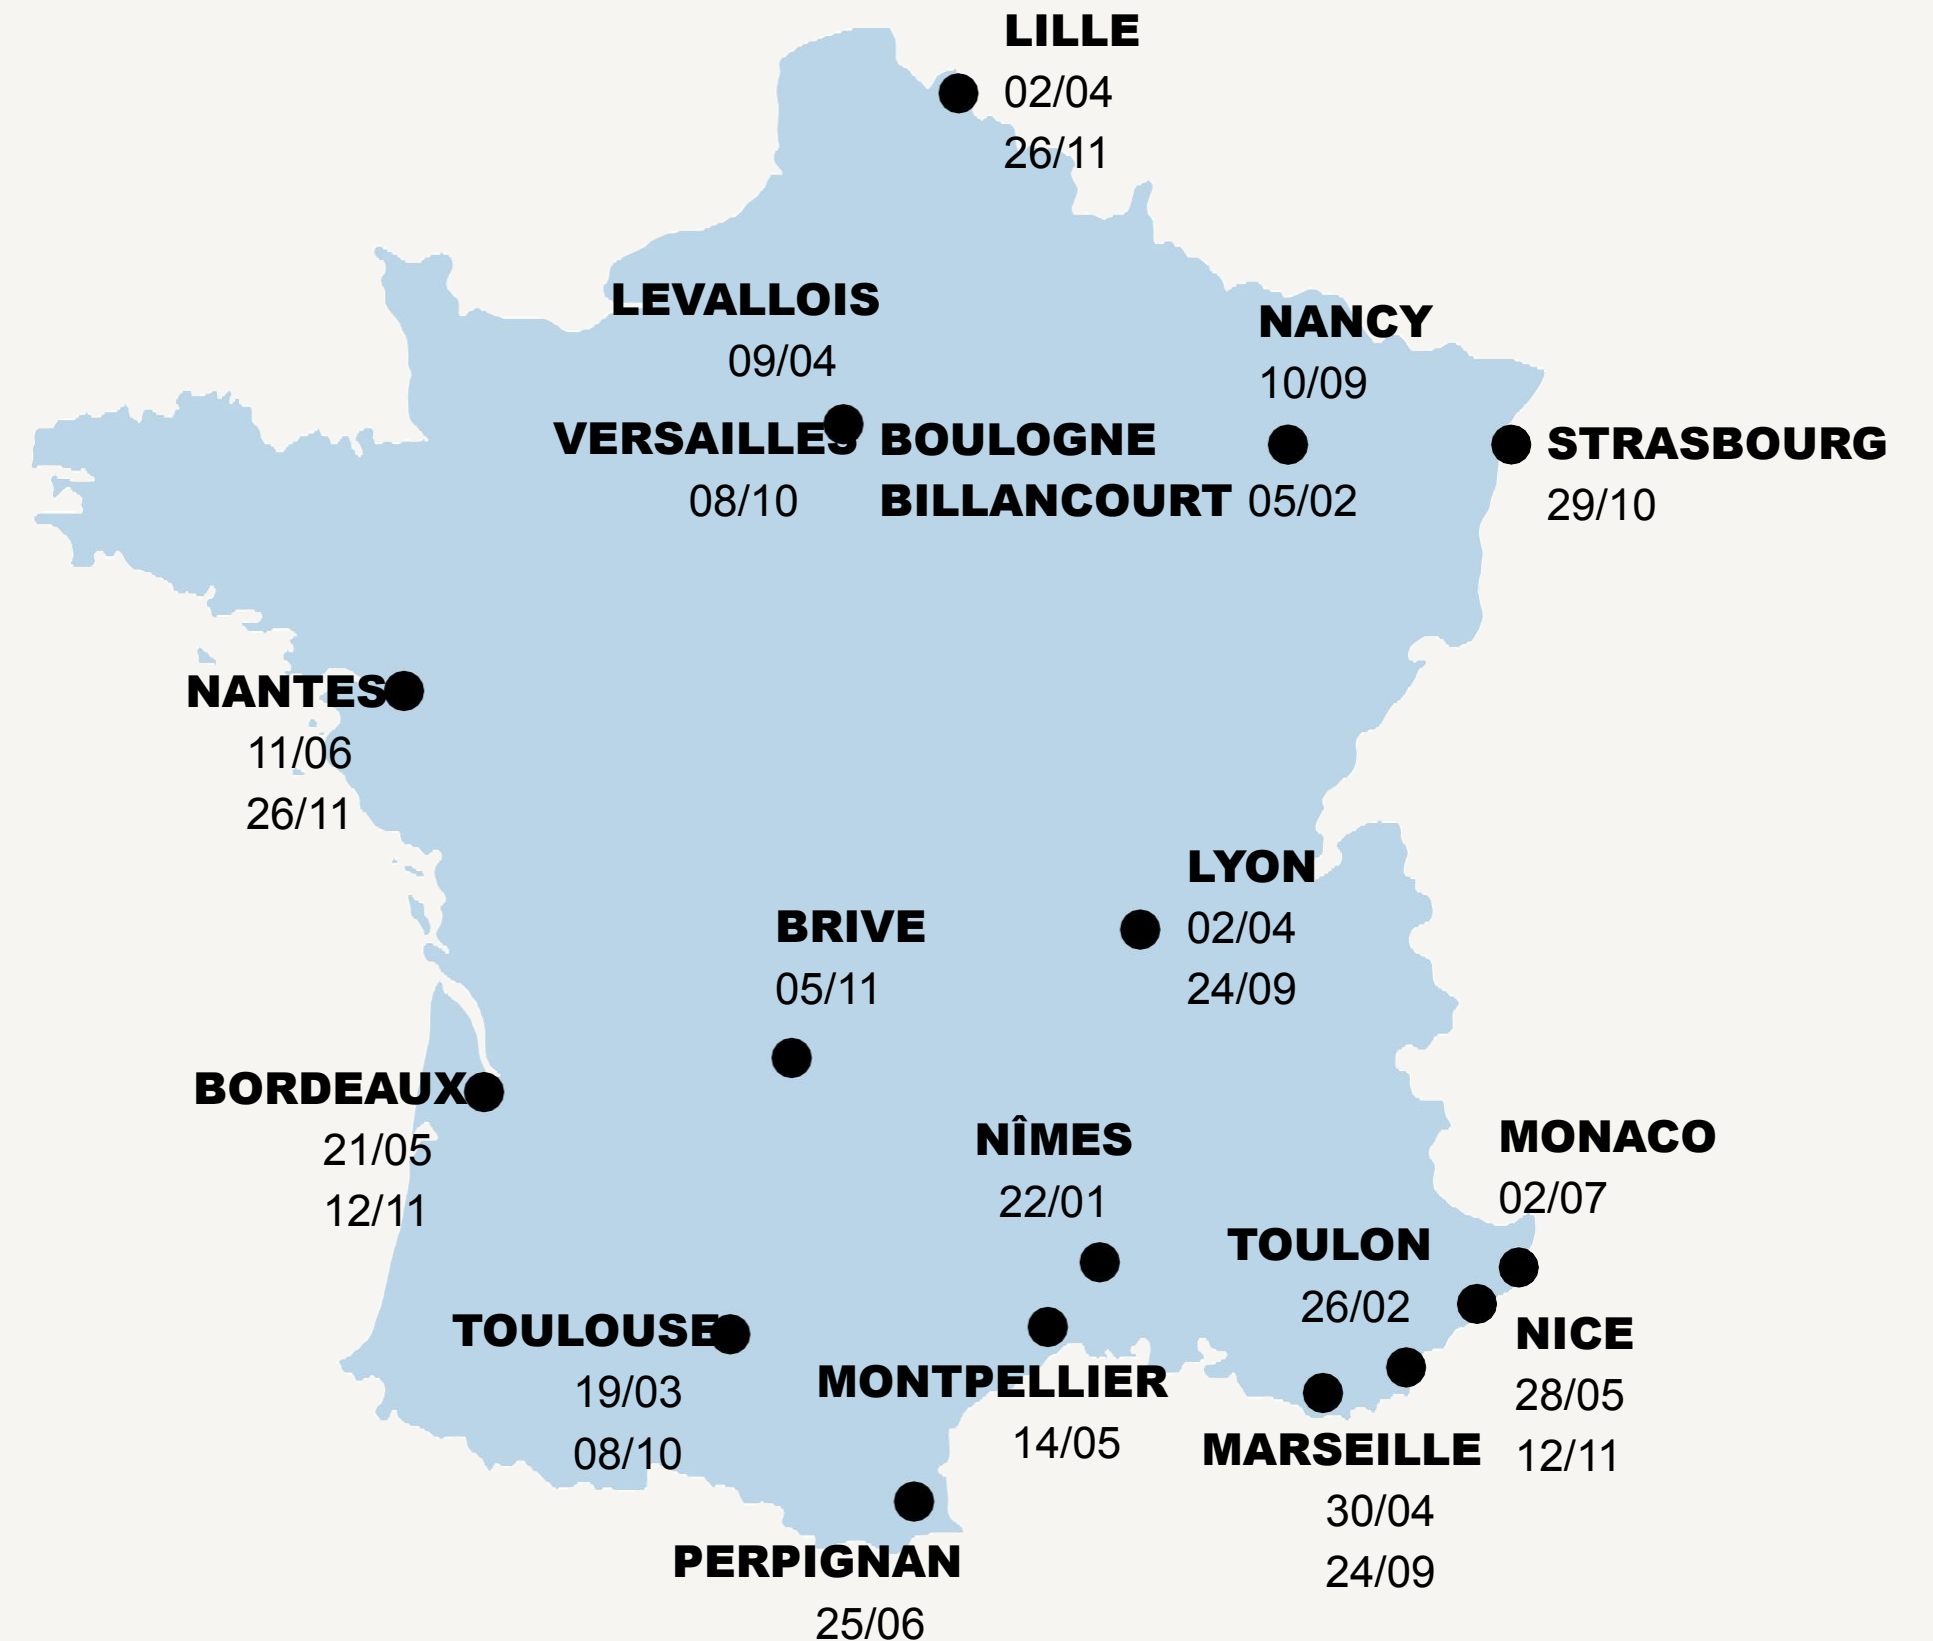 LILLE
02/04
26/11
LEVALLOIS
09/04
NANCY
10/09
VERSAILLES
08/10
BOULOGNE
BILLANCOURT 05/02
STRASBOURG
29/10
NANTES
11/06
26/11
LYON
02/04
24/09
BRIVE
05/11
BORDEAUX
21/05
12/11
NÎMES
22/01
MONACO
02/07
TOULON
26/02
TOULOUSE
19/03
08/10
MONTPELLIER
14/05
NICE
28/05
12/11
MARSEILLE
30/04
24/09
PERPIGNAN
25/06